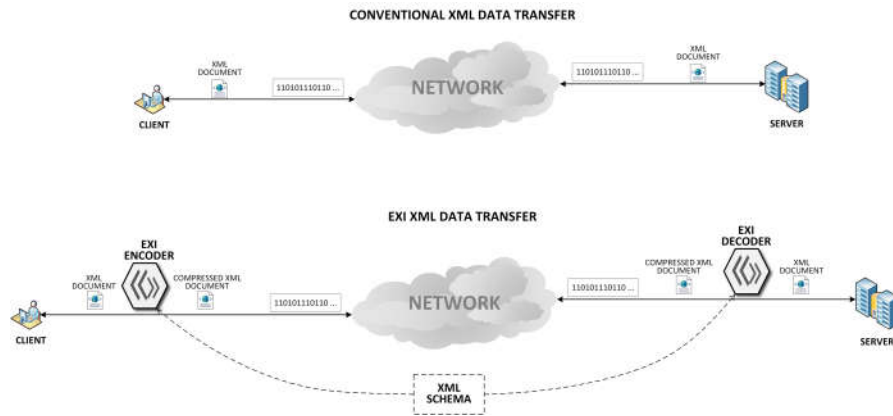 CONVENTIONAL XML DATA TRANSFER
XML
DOCUMENT
110101110110 ...
NETWORK
110101110110 ...
XML
DOCUMENT
CLIENT
SERVER
EXI XML DATA TRANSFER
EXI
ENCODER
XML
DOCUMENT
COMPRESSED XML
DOCUMENT
110101110110 ...
NETWORK
COMPRESSED XML
DOCUMENT
110101110110 ...
EXI
DECODER
XML
DOCUMENT
CLIENT
SERVER
XML
SCHEMA